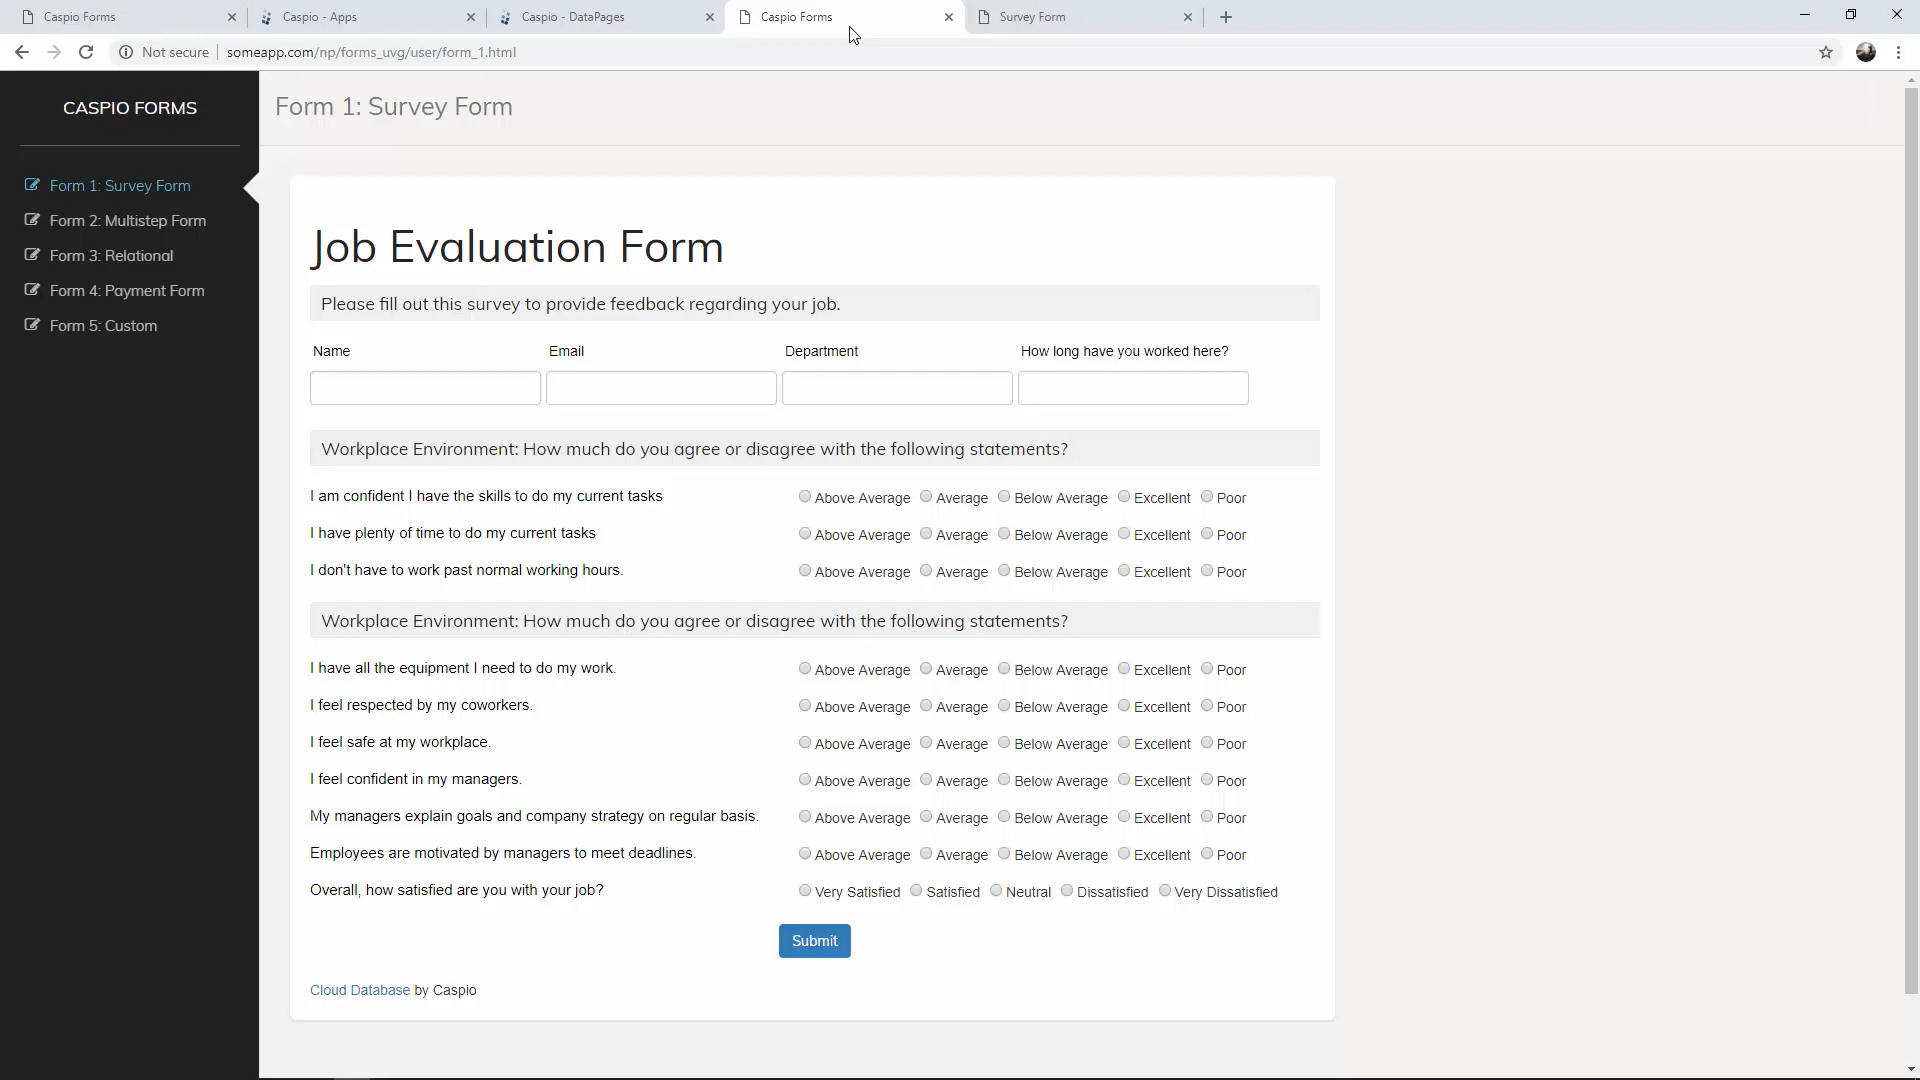 Caspio Forms
Caspio - Apps
Caspio - DataPages
Caspio Forms
Survey Form
Not secure
someapp.com/np/forms_uvg/user/form_1.html
CASPIO FORMS
Form 1: Survey Form
Form 2: Multistep Form
Form 3: Relational
Form 4: Payment Form
Form 5: Custom
Form 1: Survey Form
Job Evaluation Form
Please fill out this survey to provide feedback regarding your job.
Name Email Department How long have you worked here?
Workplace Environment: How much do you agree or disagree with the following statements?
I am confident I have the skills to do my current tasks Above Average Average Below Average Excellent Poor
I have plenty of time to do my current tasks Above Average Average Below Average Excellent Poor
I don't have to work past normal working hours. Above Average Average Below Average Excellent Poor
Workplace Environment: How much do you agree or disagree with the following statements?
I have all the equipment I need to do my work. Above Average Average Below Average Excellent Poor
I feel respected by my coworkers. Above Average Average Below Average Excellent Poor
I feel safe at my workplace. Above Average Average Below Average Excellent Poor
I feel confident in my managers. Above Average Average Below Average Excellent Poor
My managers explain goals and company strategy on regular basis. Above Average Average Below Average Excellent Poor
Employees are motivated by managers to meet deadlines. Above Average Average Below Average Excellent Poor
Overall, how satisfied are you with your job? Very Satisfied Satisfied Neutral Dissatisfied Very Dissatisfied
Submit
Cloud Database by Caspio